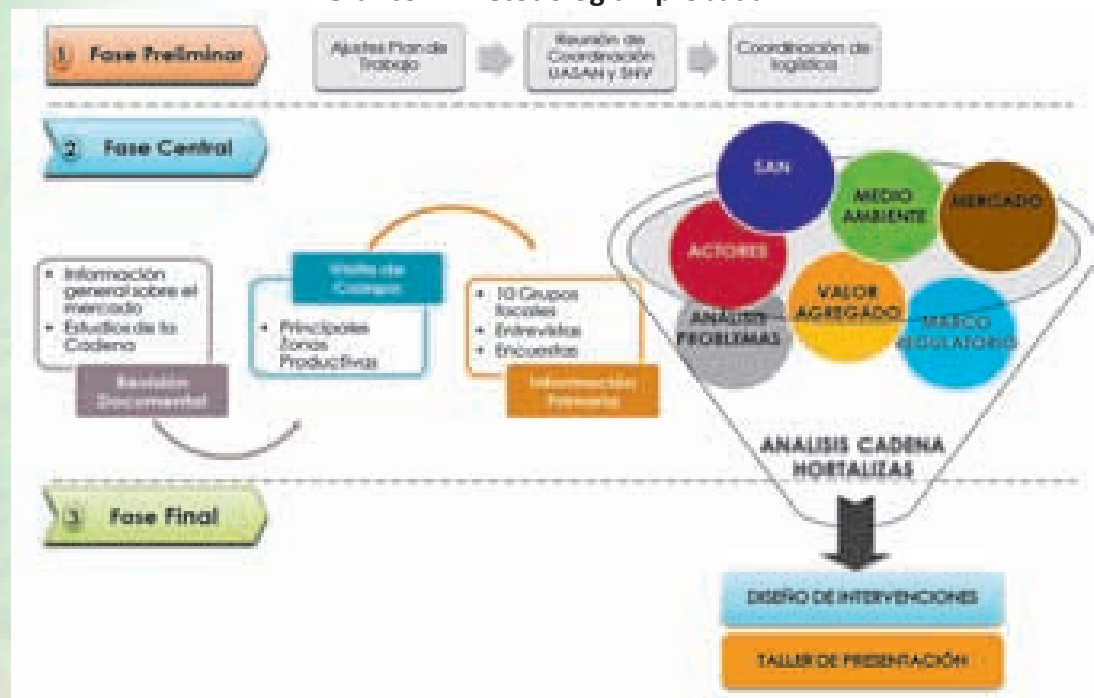 1 Fase Preliminar
Ajustes Plan de
Trabajo
Reunión de
Coordinación
UASAN y SNV
Coordinación de
logística
2 Fase Central
SAN
MEDIO
AMBIENTE
MERCADO
ACTORES
VALOR
AGREGADO
ANÁLISIS
PROBLEMAS
MARCO
REGULATORIO
• Información
general sobre el
mercado
• Estudios de la
Cadena
Revisión
Documental
Visita de
Campo
• Principales
Zonas
Productivas
• 10 Grupos
focales
• Entrevistas
• Encuestas
Información
Primaria
ANALISIS CADENA
HORTALIZAS
3 Fase Final
DISEÑO DE INTERVENCIONES
TALLER DE PRESENTACIÓN